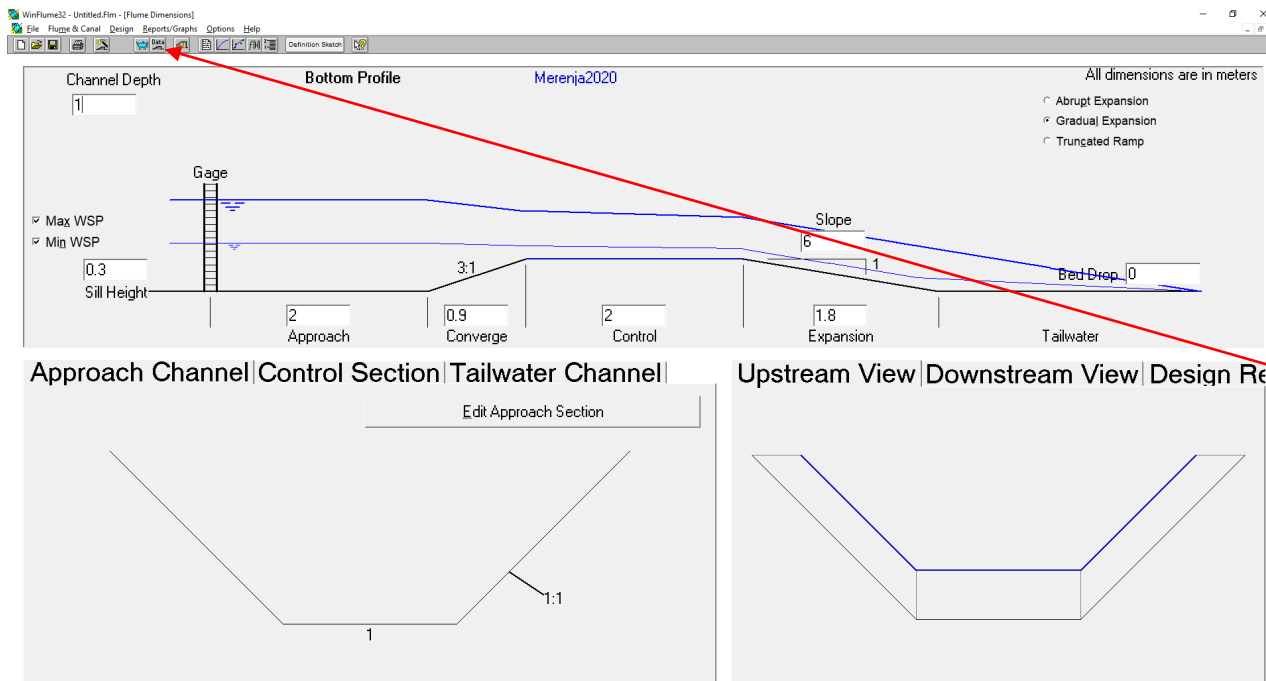 WinFlume32 - Untitled.Flm - [Flume Dimensions]
File Flume & Canal Design Reports/Graphs Options Help
Data f(H) Definition Sketch
Channel Depth Bottom Profile Merenja2020 All dimensions are in meters
1
Abrupt Expansion
Gradual Expansion
Truncated Ramp
Gage
Max WSP
Min WSP
Slope
6
0.3
Sill Height
3:1
1
Bed Drop 0
2 0.9 2 1.8
Approach Converge Control Expansion Tailwater
Approach Channel Control Section Tailwater Channel
Upstream View Downstream View Design Re
Edit Approach Section
1:1
1